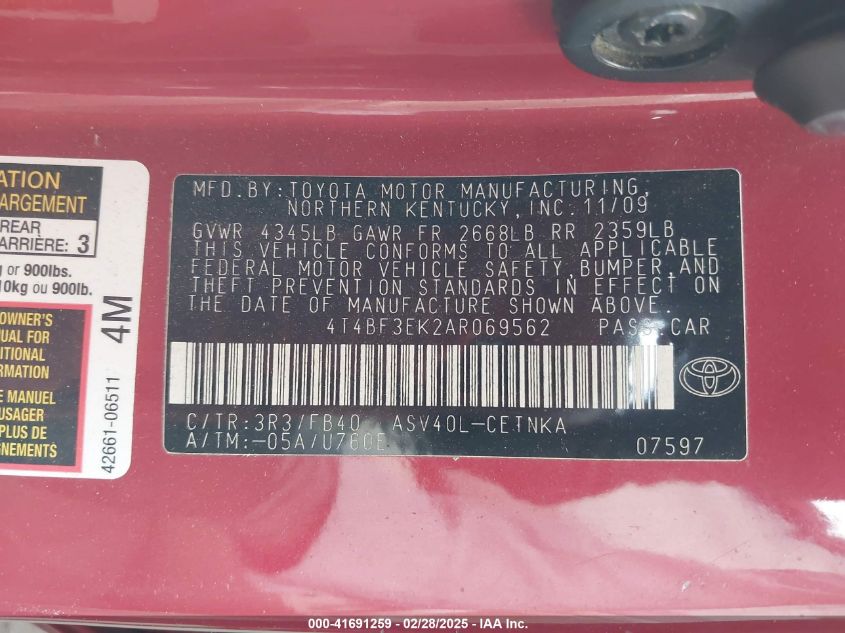 ATION
ARGEMENT
REAR
ARRIÈRE: 3
g or 900lbs.
10kg ou 900lb.
OWNER'S
UAL FOR
ITIONAL
RMATION
E MANUEL
USAGER
PLUS DE
4M
42661-06511
MFD.BY:TOYOTA MOTOR MANUFACTURING,
NORTHERN KENTUCKY,INC.11/09
GVWR 4345LB GAWR FR 2668LB RR 2359LB
THIS VEHICLE CONFORMS TO ALL APPLICABLE
FEDERAL MOTOR VEHICLE SAFETY,BUMPER,AND
THEFT PREVENTION STANDARDS IN EFFECT ON
THE DATE OF MANUFACTURE SHOWN ABOVE.
4T4BF3EK2AR069562 PASS.CAR
C/TR:3R3/FB40 ASV40L-CETNKA
A/TM:-05A/U760E
07597
000-41691259 - 02/28/2025 - IAA Inc.